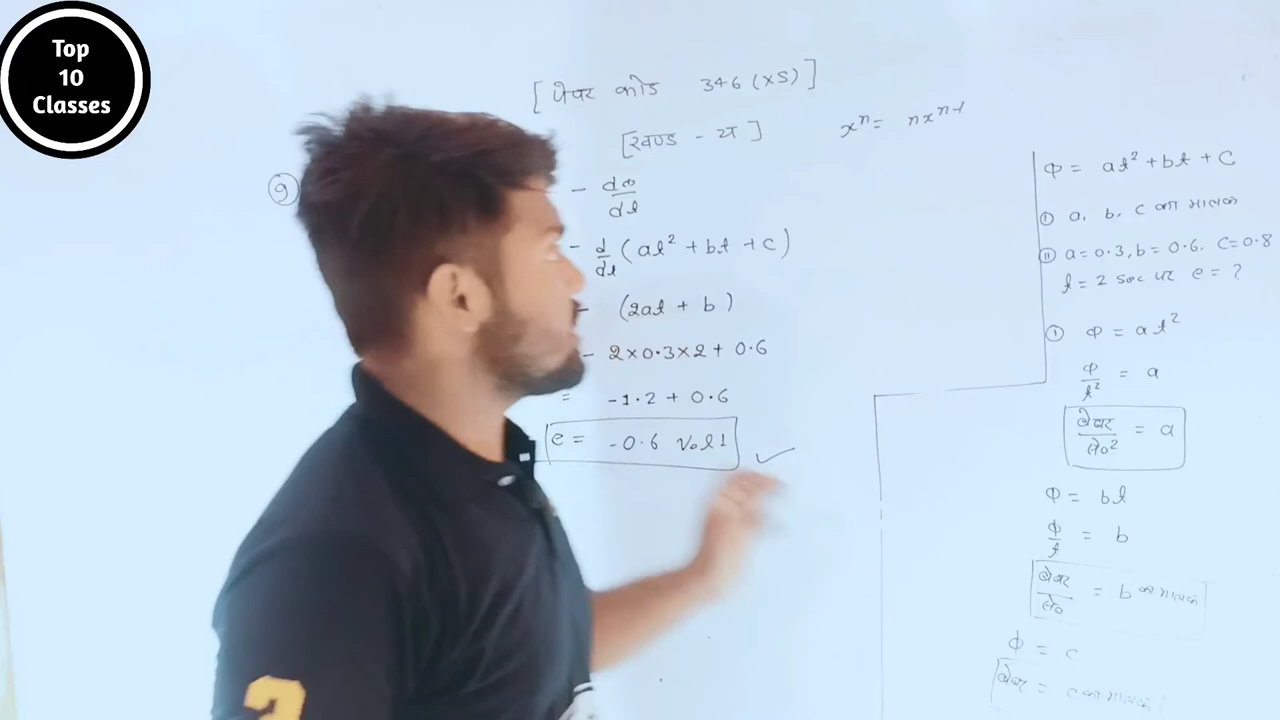 Top
10
Classes
[पेपर कोड 346 (XS)]
[खण्ड - य]
xⁿ = nxⁿ⁻¹
9
- dφ/dt
- d/dt (at² + bt + c)
- (2at + b)
- 2×0.3×2 + 0.6
= -1.2 + 0.6
e = -0.6 Volt
φ = at² + bt + C
(i) a, b, c का मात्रक
(ii) a=0.3, b=0.6, C=0.8
t = 2 sec पर e = ?
(i) φ = at²
φ/t² = a
वेबर/से०² = a
φ = bt
φ/t = b
वेबर/से० = b का मात्रक
φ = c
वेबर = c का मात्रक
2